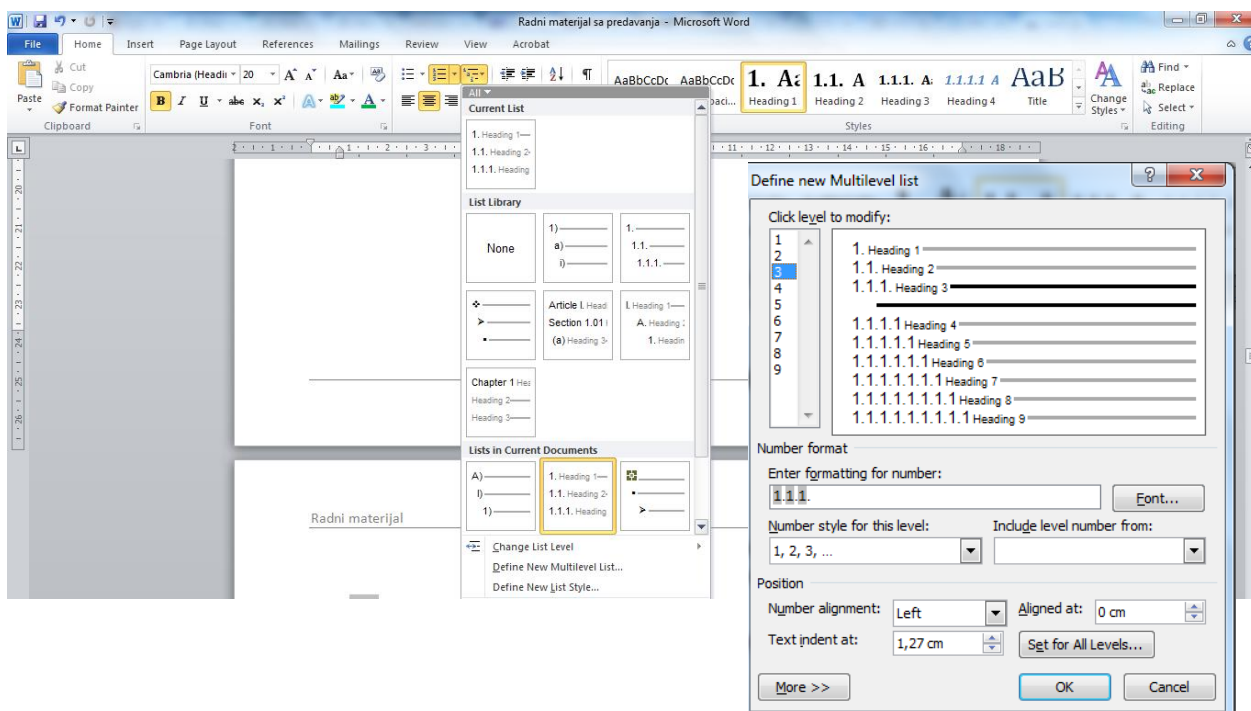 Radni materijal sa predavanja - Microsoft Word
File Home Insert Page Layout References Mailings Review View Acrobat
Paste
Cut
Copy
Format Painter
Clipboard
Cambria (Headii 20
Font
AaBbCcDc AaBbCcDc 1. Aa 1.1. A 1.1.1. A 1.1.1.1 A AaB
Heading 1 Heading 2 Heading 3 Heading 4 Title
Styles
Change Styles
Find
Replace
Select
Editing
All
Current List
1. Heading 1
1.1. Heading 2
1.1.1. Heading
List Library
None
1)
a)
i)
1.
1.1.
1.1.1.
Article I. Head
Section 1.01
(a) Heading 3
I. Heading 1
A. Heading
1. Headin
Chapter 1 Hea
Heading 2
Heading 3
Lists in Current Documents
A)
I)
1)
1. Heading 1
1.1. Heading 2
1.1.1. Heading
Change List Level
Define New Multilevel List...
Define New List Style...
Radni materijal
Define new Multilevel list
Click level to modify:
1
2
3
4
5
6
7
8
9
1. Heading 1
1.1. Heading 2
1.1.1. Heading 3
1.1.1.1 Heading 4
1.1.1.1.1 Heading 5
1.1.1.1.1.1 Heading 6
1.1.1.1.1.1.1 Heading 7
1.1.1.1.1.1.1.1 Heading 8
1.1.1.1.1.1.1.1.1 Heading 9
Number format
Enter formatting for number:
1.1.1.
Font...
Number style for this level: Include level number from:
1, 2, 3, ...
Position
Number alignment: Left Aligned at: 0 cm
Text indent at: 1,27 cm Set for All Levels...
More >> OK Cancel